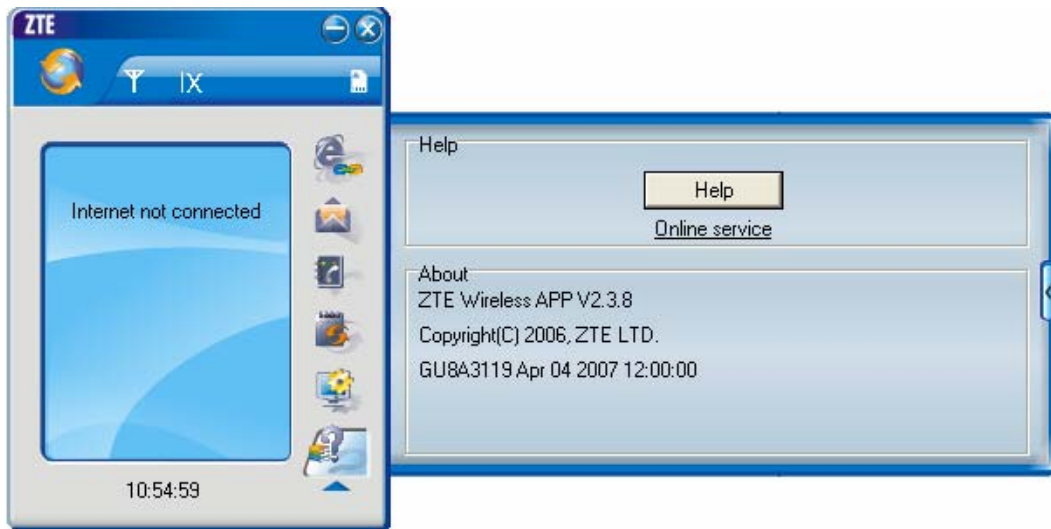 ZTE
IX
Internet not connected
10:54:59
Help
Help
Online service
About
ZTE Wireless APP V2.3.8
Copyright(C) 2006, ZTE LTD.
GU8A3119 Apr 04 2007 12:00:00